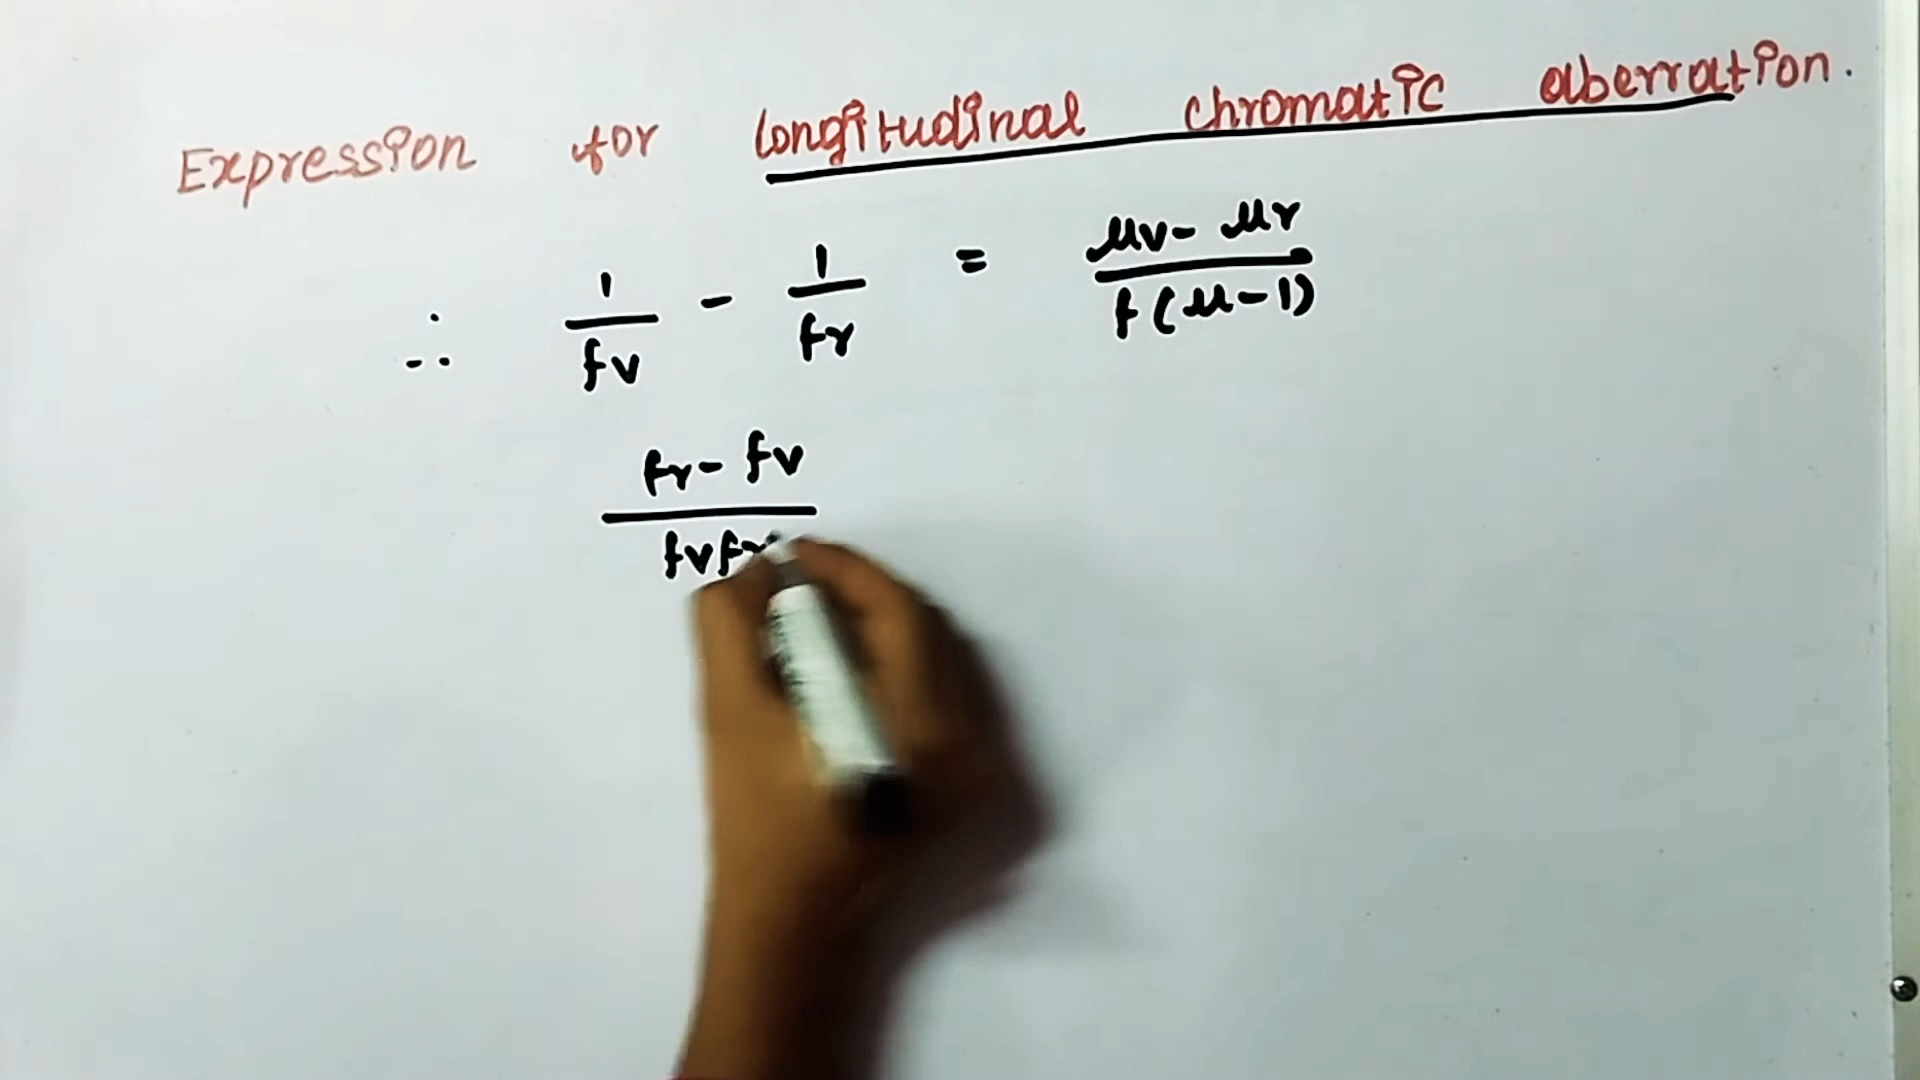 Expression for longitudinal chromatic aberration.
∴ 1/fv - 1/fr = μv - μr / f(μ-1)
fr - fv / fvfr